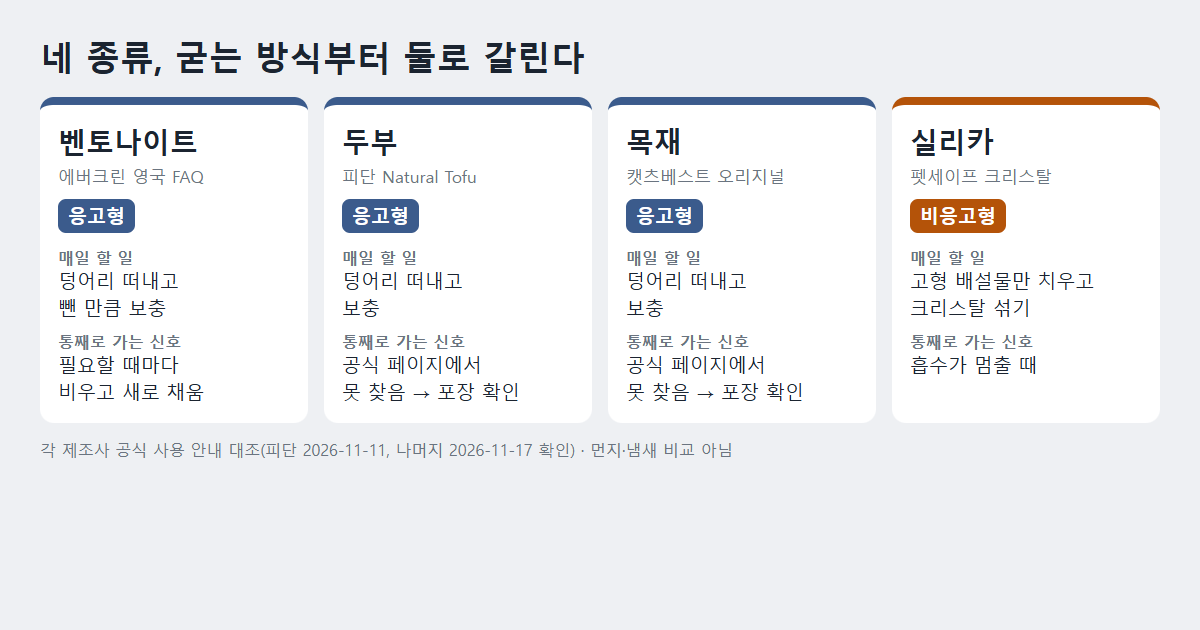 네 종류, 굳는 방식부터 둘로 갈린다
벤토나이트
에버크린 영국 FAQ
응고형
매일 할 일
덩어리 떠내고
뺀 만큼 보충
통째로 가는 신호
필요할 때마다
비우고 새로 채움
두부
피단 Natural Tofu
응고형
매일 할 일
덩어리 떠내고
보충
통째로 가는 신호
공식 페이지에서
못 찾음 → 포장 확인
목재
캣츠베스트 오리지널
응고형
매일 할 일
덩어리 떠내고
보충
통째로 가는 신호
공식 페이지에서
못 찾음 → 포장 확인
실리카
펫세이프 크리스탈
비응고형
매일 할 일
고형 배설물만 치우고
크리스탈 섞기
통째로 가는 신호
흡수가 멈출 때
각 제조사 공식 사용 안내 대조(피단 2026-11-11, 나머지 2026-11-17 확인) · 먼지·냄새 비교 아님